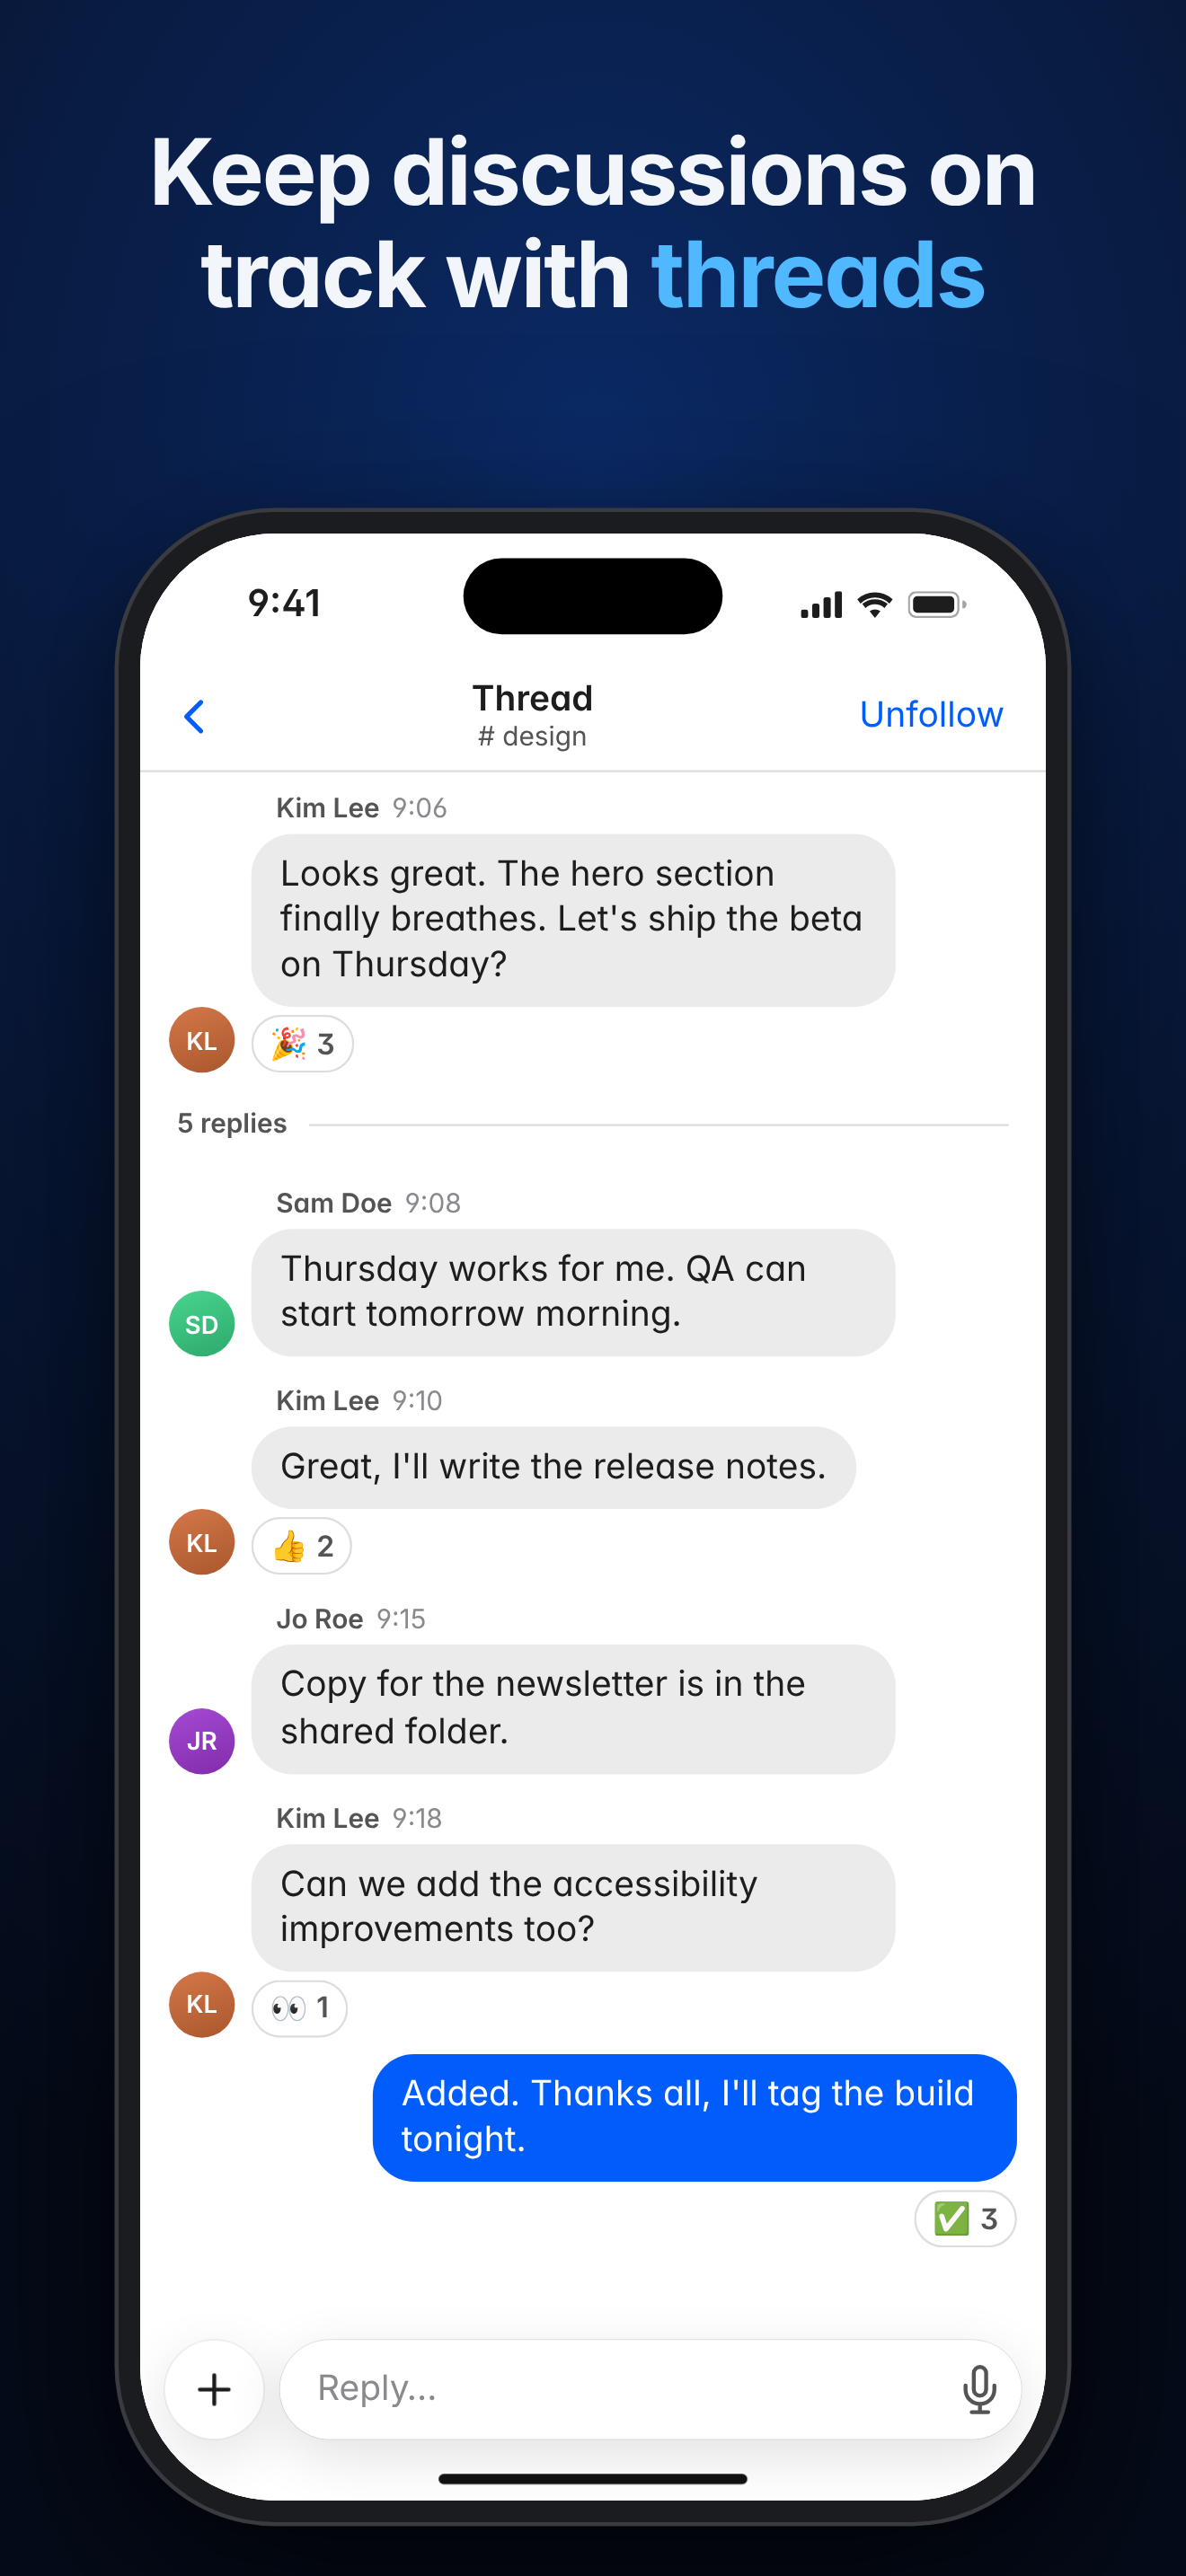 Keep discussions on
track with threads
9:41
Thread
# design
Unfollow
Kim Lee 9:06
Looks great. The hero section
finally breathes. Let's ship the beta
on Thursday?
KL
🎉 3
5 replies
Sam Doe 9:08
Thursday works for me. QA can
start tomorrow morning.
SD
Kim Lee 9:10
Great, I'll write the release notes.
KL
👍 2
Jo Roe 9:15
Copy for the newsletter is in the
shared folder.
JR
Kim Lee 9:18
Can we add the accessibility
improvements too?
KL
👀 1
Added. Thanks all, I'll tag the build
tonight.
✅ 3
Reply...